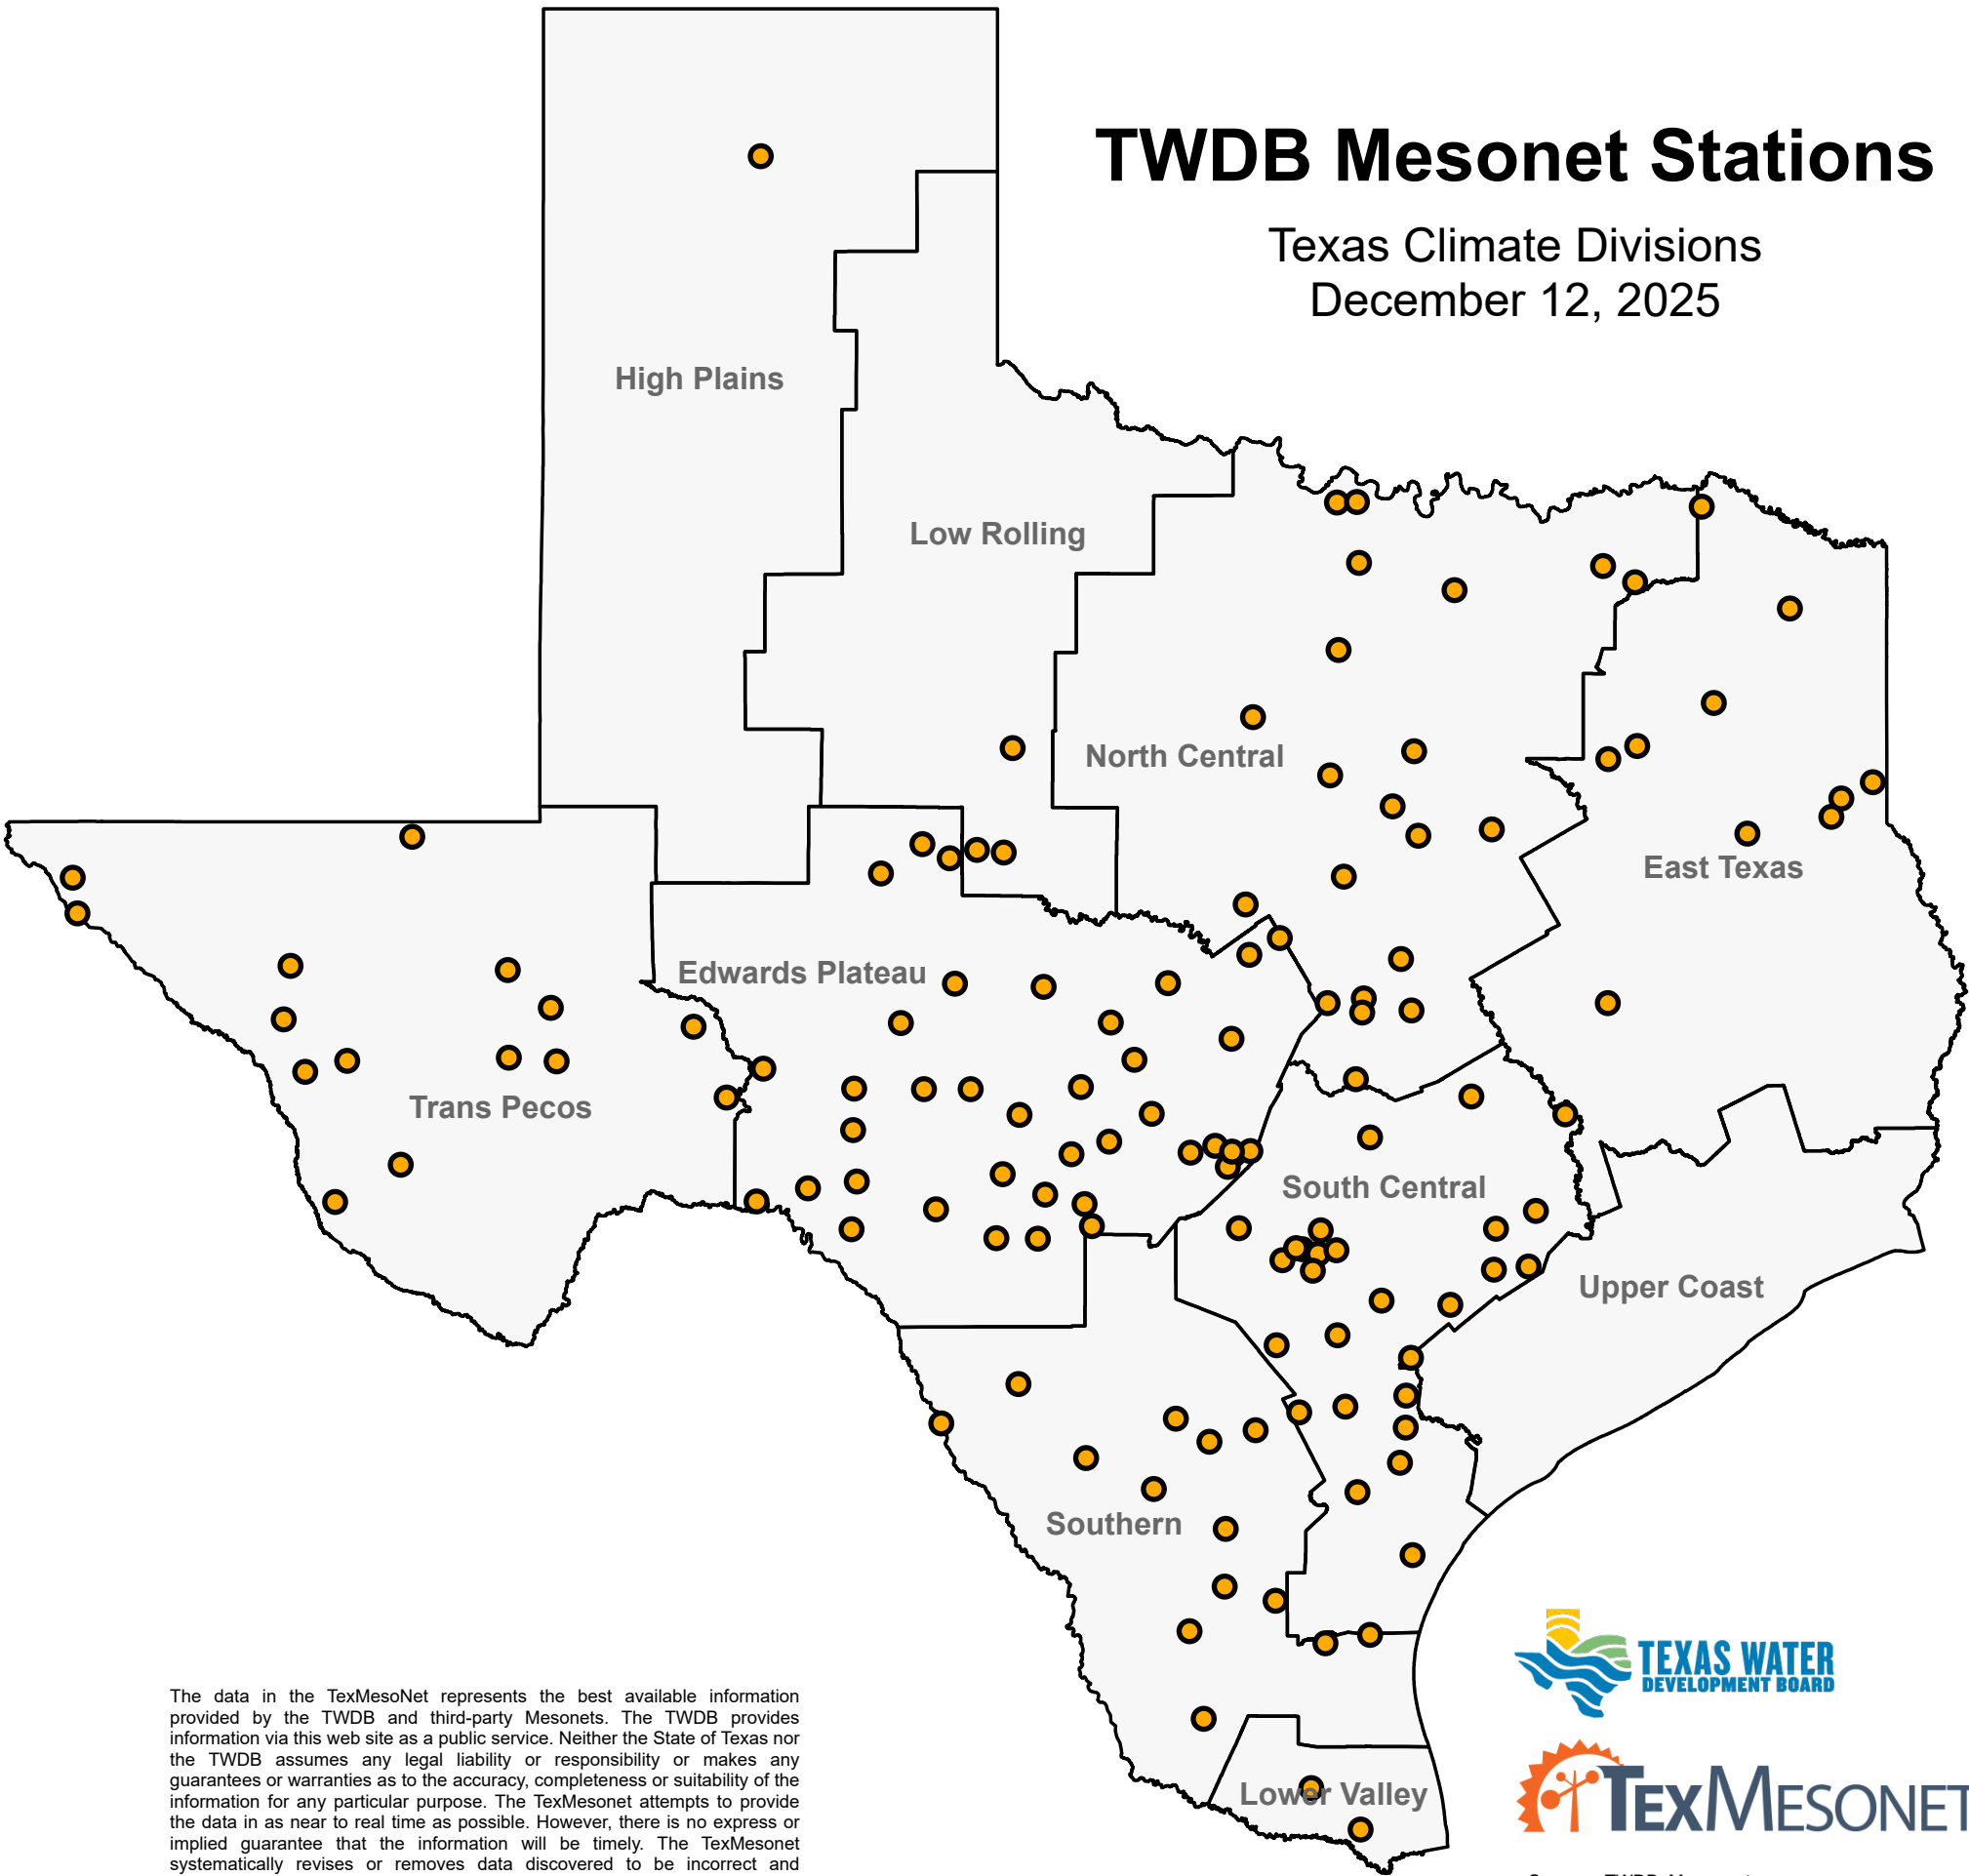 TWDB Mesonet Stations
Texas Climate Divisions
December 12, 2025
High Plains
Low Rolling
North Central
East Texas
Edwards Plateau
Trans Pecos
South Central
Upper Coast
Southern
Lower Valley
TEXAS WATER
DEVELOPMENT BOARD
TEXMESONET
The data in the TexMesoNet represents the best available information
provided by the TWDB and third-party Mesonets. The TWDB provides
information via this web site as a public service. Neither the State of Texas nor
the TWDB assumes any legal liability or responsibility or makes any
guarantees or warranties as to the accuracy, completeness or suitability of the
information for any particular purpose. The TexMesonet attempts to provide
the data in as near to real time as possible. However, there is no express or
implied guarantee that the information will be timely. The TexMesonet
systematically revises or removes data discovered to be incorrect and